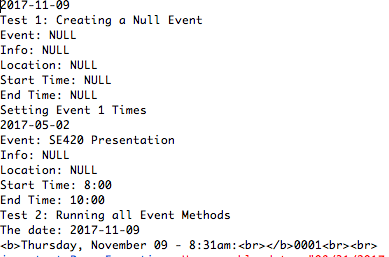 2017-11-09
Test 1: Creating a Null Event
Event: NULL
Info: NULL
Location: NULL
Start Time: NULL
End Time: NULL
Setting Event 1 Times
2017-05-02
Event: SE420 Presentation
Info: NULL
Location: NULL
Start Time: 8:00
End Time: 10:00
Test 2: Running all Event Methods
The date: 2017-11-09
<b>Thursday, November 09 - 8:31am:<br></b>0001<br><br>